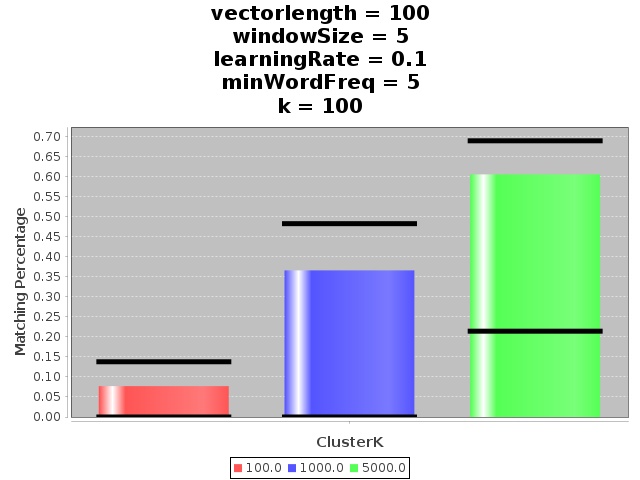 vectorlength = 100
windowSize = 5
learningRate = 0.1
minWordFreq = 5
k = 100
0.70
0.65
0.60
0.55
0.50
0.45
0.40
0.35
0.30
0.25
0.20
0.15
0.10
0.05
0.00
Matching Percentage
ClusterK
100.0 1000.0 5000.0